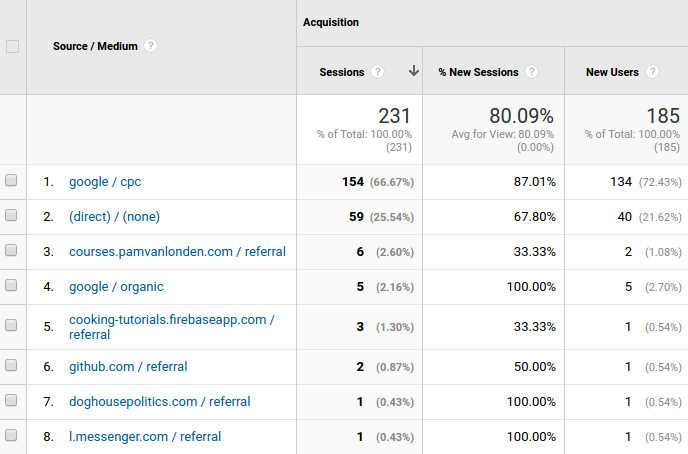 Acquisition
Source / Medium ?
Sessions ? % New Sessions ? New Users ?
231 80.09% 185
% of Total: 100.00% Avg for View: 80.09% % of Total: 100.00%
(231) (0.00%) (185)
1. google / cpc 154 (66.67%) 87.01% 134 (72.43%)
2. (direct) / (none) 59 (25.54%) 67.80% 40 (21.62%)
3. courses.pamvanlonden.com / referral 6 (2.60%) 33.33% 2 (1.08%)
4. google / organic 5 (2.16%) 100.00% 5 (2.70%)
cooking-tutorials.firebaseapp.com /
5. referral 3 (1.30%) 33.33% 1 (0.54%)
6. github.com / referral 2 (0.87%) 50.00% 1 (0.54%)
7. doghousepolitics.com / referral 1 (0.43%) 100.00% 1 (0.54%)
8. l.messenger.com / referral 1 (0.43%) 100.00% 1 (0.54%)